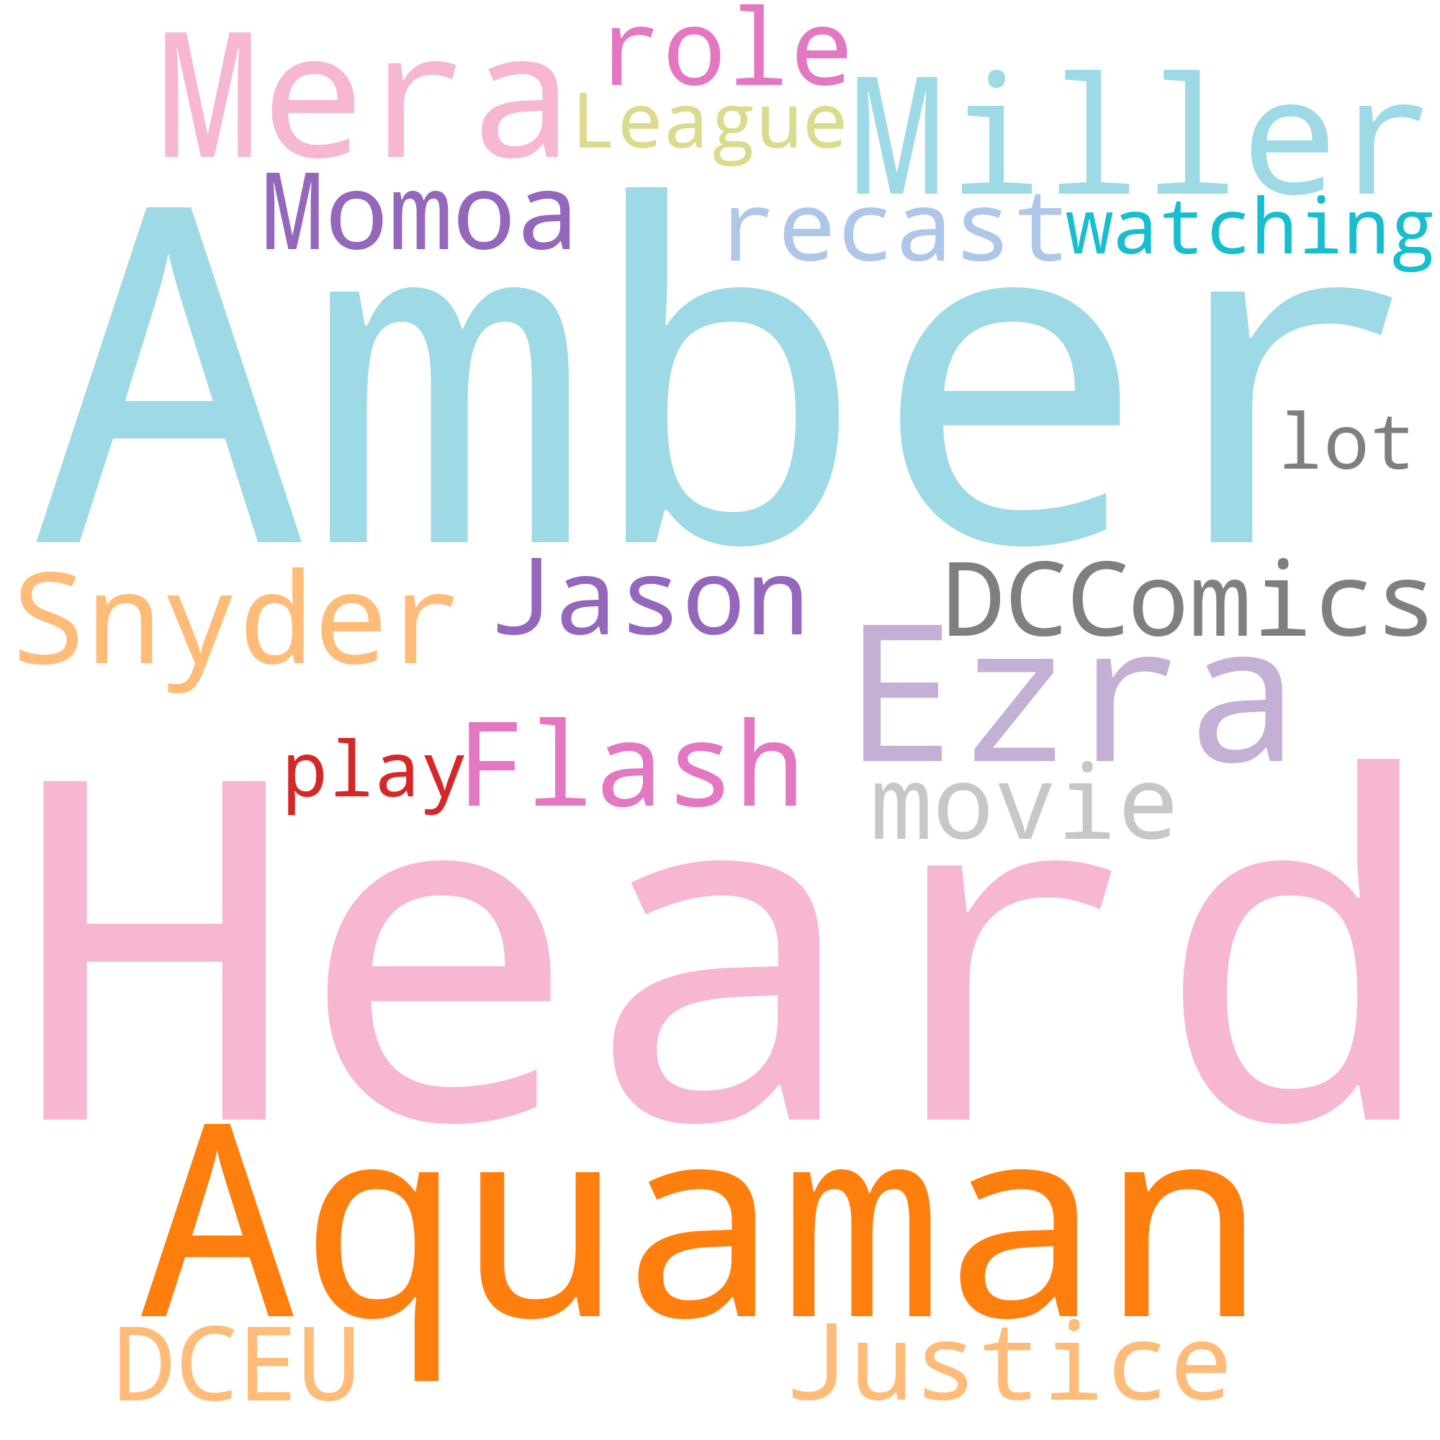 role
Mera
League
Miller
Momoa
recast
watching
Amber
lot
Snyder
Jason
DCComics
Ezra
play
Flash
movie
Heard
Aquaman
DCEU
Justice